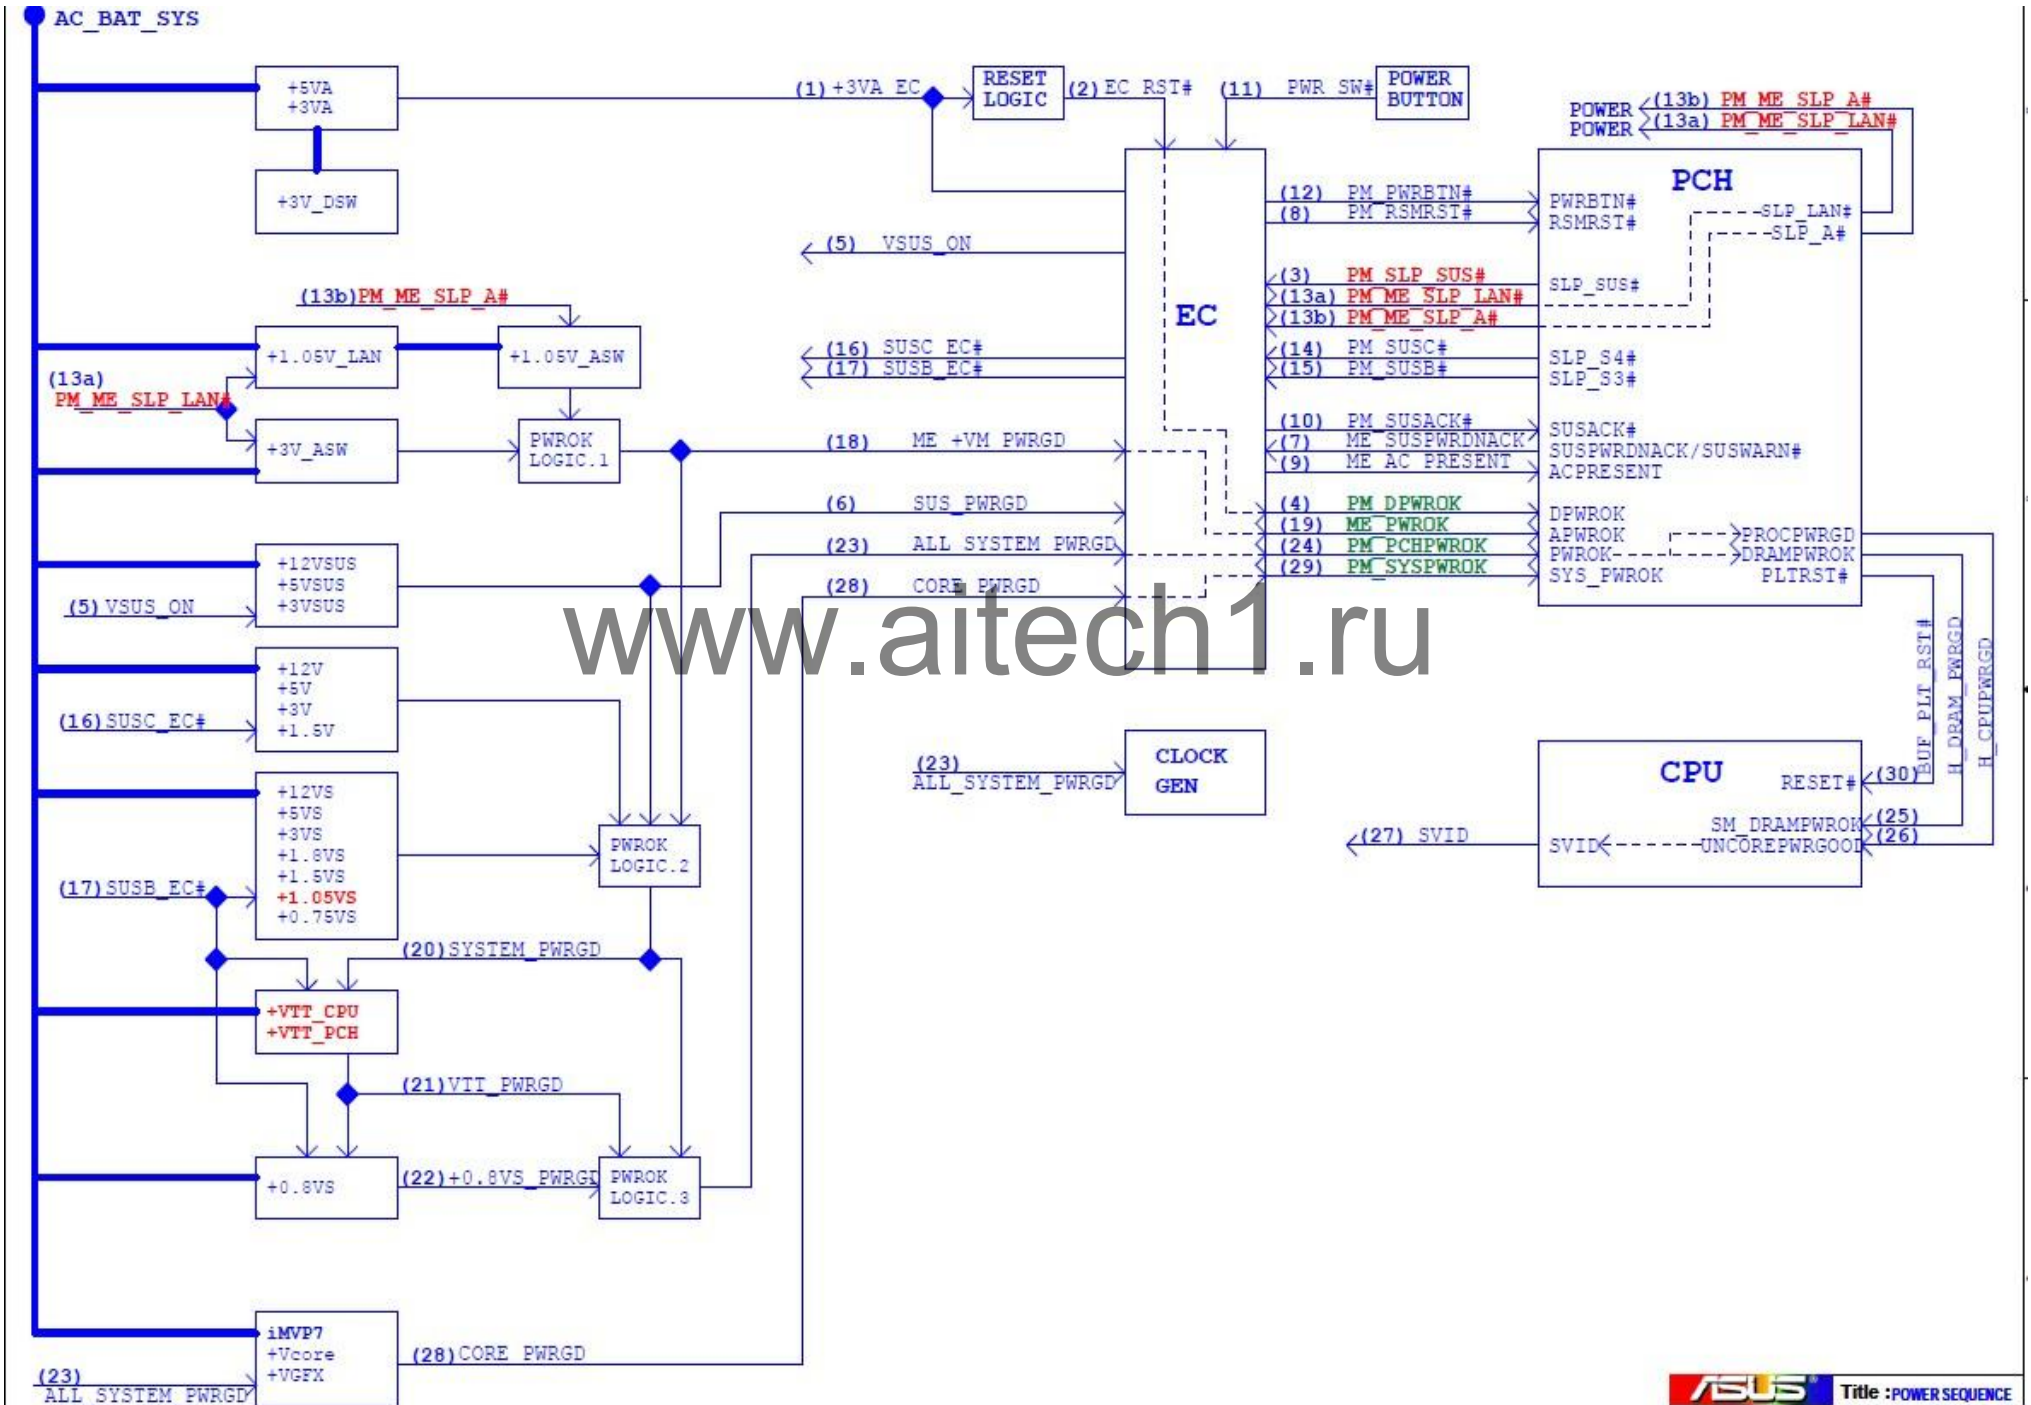 AC_BAT_SYS
+5VA
+3VA
+3V_DSW
(1) +3VA_EC
RESET
LOGIC
(2) EC_RST#
(11) PWR_SW#
POWER
BUTTON
POWER (13b) PM_ME_SLP_A#
POWER (13a) PM_ME_SLP_LAN#
PCH
(12) PM_PWRBTN#
PWRBTN#
(8) PM_RSMRST#
RSMRST#
SLP_LAN#
SLP_A#
(5) VSUS_ON
(3) PM_SLP_SUS#
SLP_SUS#
(13a) PM_ME_SLP_LAN#
(13b) PM_ME_SLP_A#
EC
(13b) PM_ME_SLP_A#
+1.05V_LAN
+1.05V_ASW
(13a)
PM_ME_SLP_LAN#
+3V_ASW
PWROK
LOGIC.1
(16) SUSC_EC#
(17) SUSB_EC#
(14) PM_SUSC#
SLP_S4#
(15) PM_SUSB#
SLP_S3#
(10) PM_SUSACK#
SUSACK#
(7) ME_SUSPWRDNACK
SUSPWRDNACK/SUSWARN#
(9) ME_AC_PRESENT
ACPRESENT
(18) ME_+VM_PWRGD
(6) SUS_PWRGD
(23) ALL_SYSTEM_PWRGD
(28) CORE_PWRGD
(4) PM_DPWROK
DPWROK
(19) ME_PWROK
APWROK
PROCPWRGD
(24) PM_PCHPWROK
PWROK
DRAMPWROK
(29) PM_SYSPWROK
SYS_PWROK
PLTRST#
+12VSUS
+5VSUS
+3VSUS
(5) VSUS_ON
www.aitech1.ru
+12V
+5V
+3V
+1.5V
(16) SUSC_EC#
BUF_PLT_RST#
H_DRAM_PWRGD
H_CPUPWRGD
CLOCK
GEN
(23)
ALL_SYSTEM_PWRGD
CPU
RESET# (30)
SM_DRAMPWROK (25)
UNCOREPWRGOOD (26)
SVID
(27) SVID
+12VS
+5VS
+3VS
+1.8VS
+1.5VS
+1.05VS
+0.75VS
(17) SUSB_EC#
PWROK
LOGIC.2
(20) SYSTEM_PWRGD
+VTT_CPU
+VTT_PCH
(21) VTT_PWRGD
+0.8VS
(22) +0.8VS_PWRGD
PWROK
LOGIC.3
iMVP7
+Vcore
+VGFX
(28) CORE_PWRGD
(23)
ALL_SYSTEM_PWRGD
ASUS
Title : POWER SEQUENCE